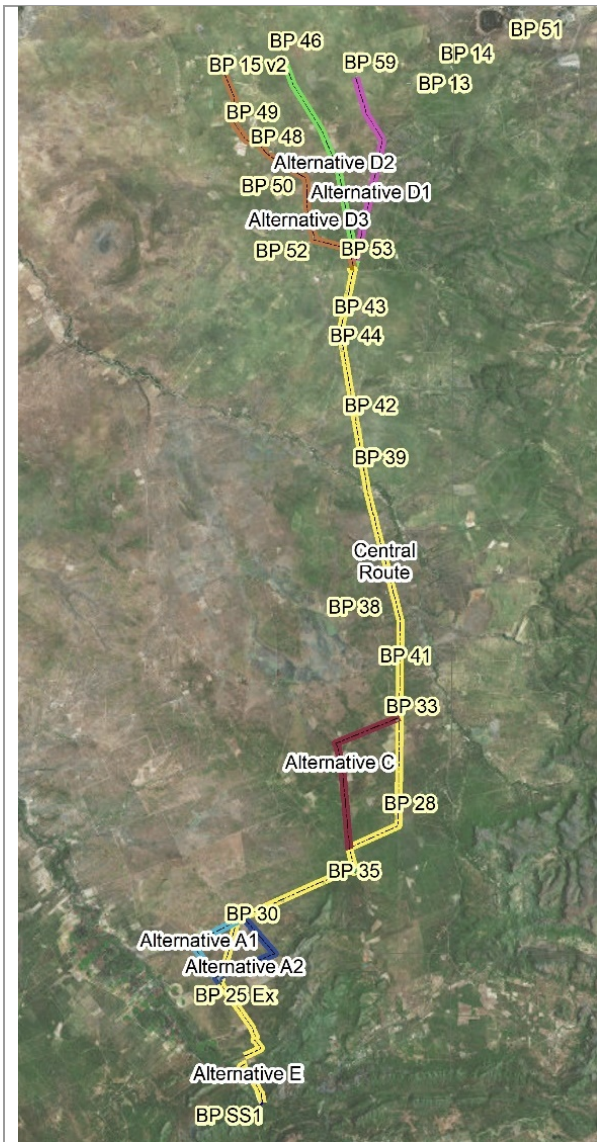 BP 51
BP 46
BP 14
BP 15 v2
BP 59
BP 13
BP 49
BP 48
Alternative D2
BP 50
Alternative D1
Alternative D3
BP 52
BP 53
BP 43
BP 44
BP 42
BP 39
Central
Route
BP 38
BP 41
BP 33
Alternative C
BP 28
BP 35
BP 30
Alternative A1
Alternative A2
BP 25 Ex
Alternative E
BP SS1